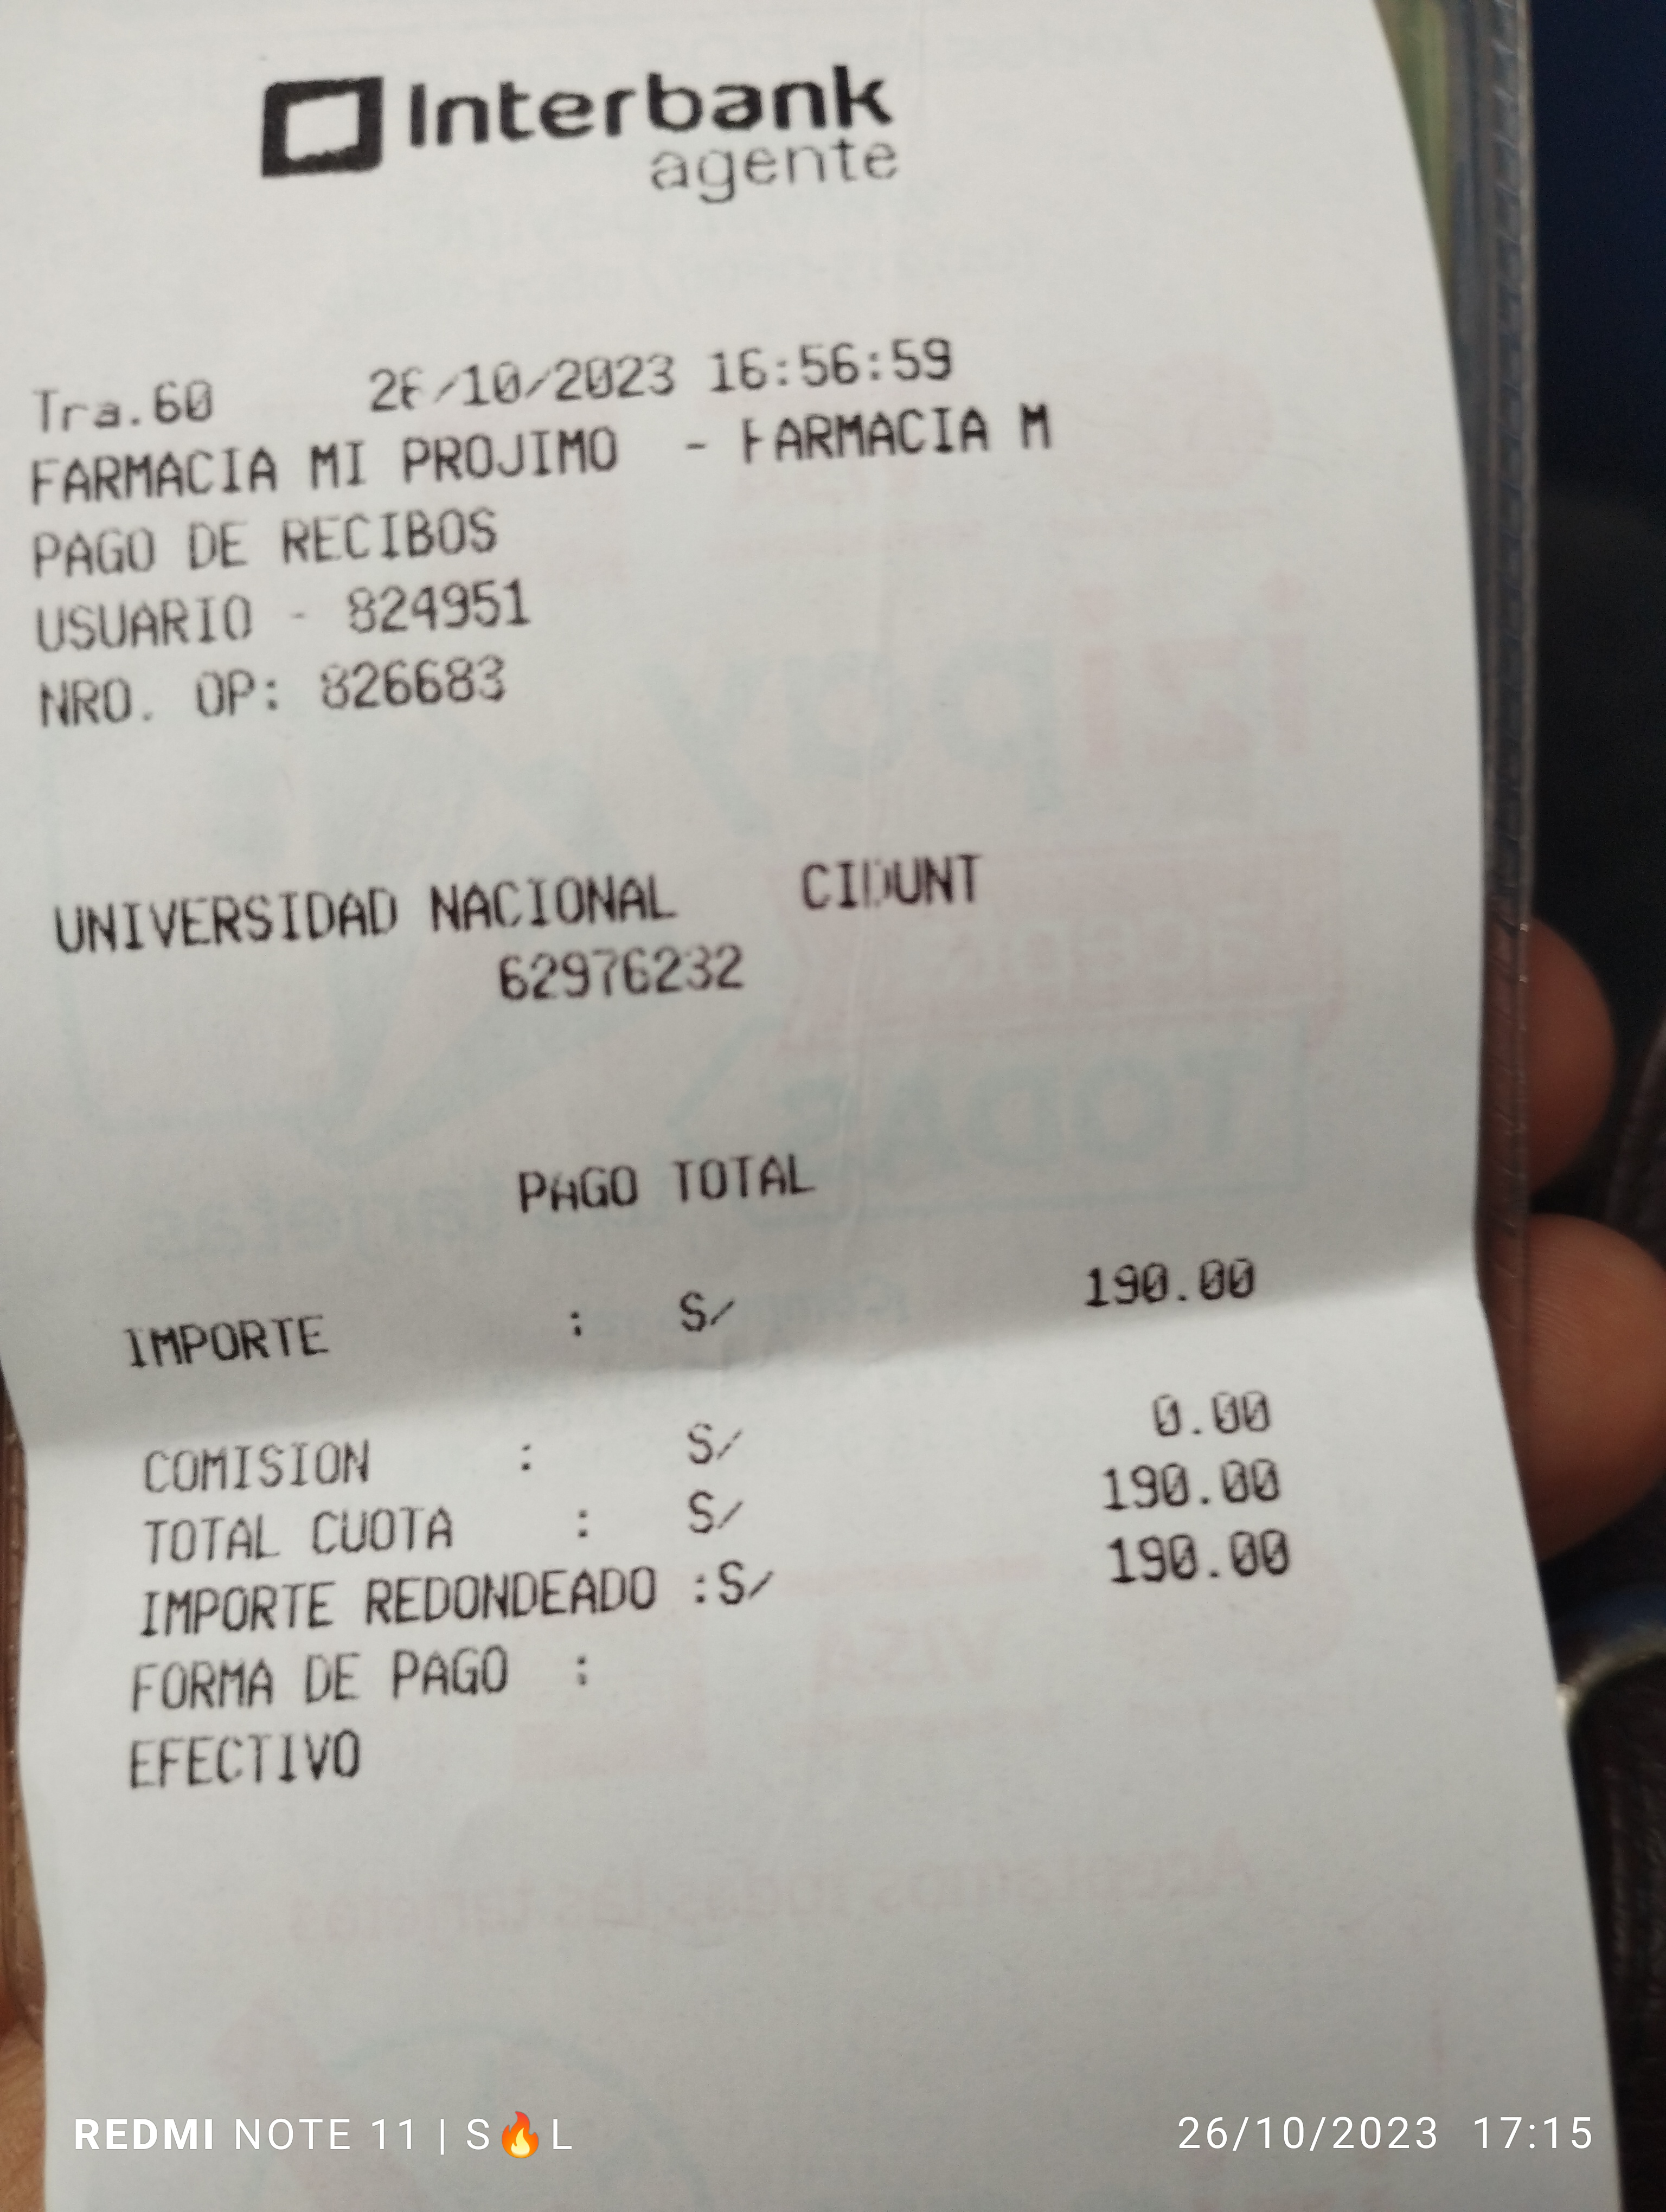 Interbank
agente
Tra.60 26/10/2023 16:56:59
FARMACIA MI PROJIMO - FARMACIA M
PAGO DE RECIBOS
USUARIO - 824951
NRO. OP: 826683
UNIVERSIDAD NACIONAL CIDUNT
62976232
PAGO TOTAL
IMPORTE : S/ 190.00
COMISION : S/ 0.00
TOTAL CUOTA : S/ 190.00
IMPORTE REDONDEADO :S/ 190.00
FORMA DE PAGO :
EFECTIVO
REDMI NOTE 11 | S🔥L 26/10/2023 17:15